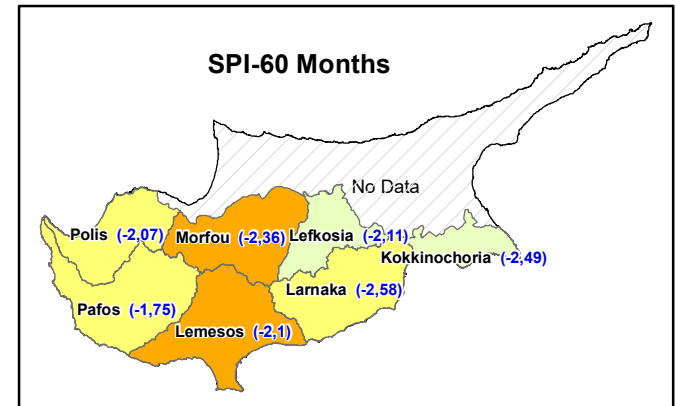 SPI-60 Months
No Data
Polis (-2,07)
Morfou (-2,36)
Lefkosia (-2,11)
Kokkinochoria (-2,49)
Larnaka (-2,58)
Pafos (-1,75)
Lemesos (-2,1)